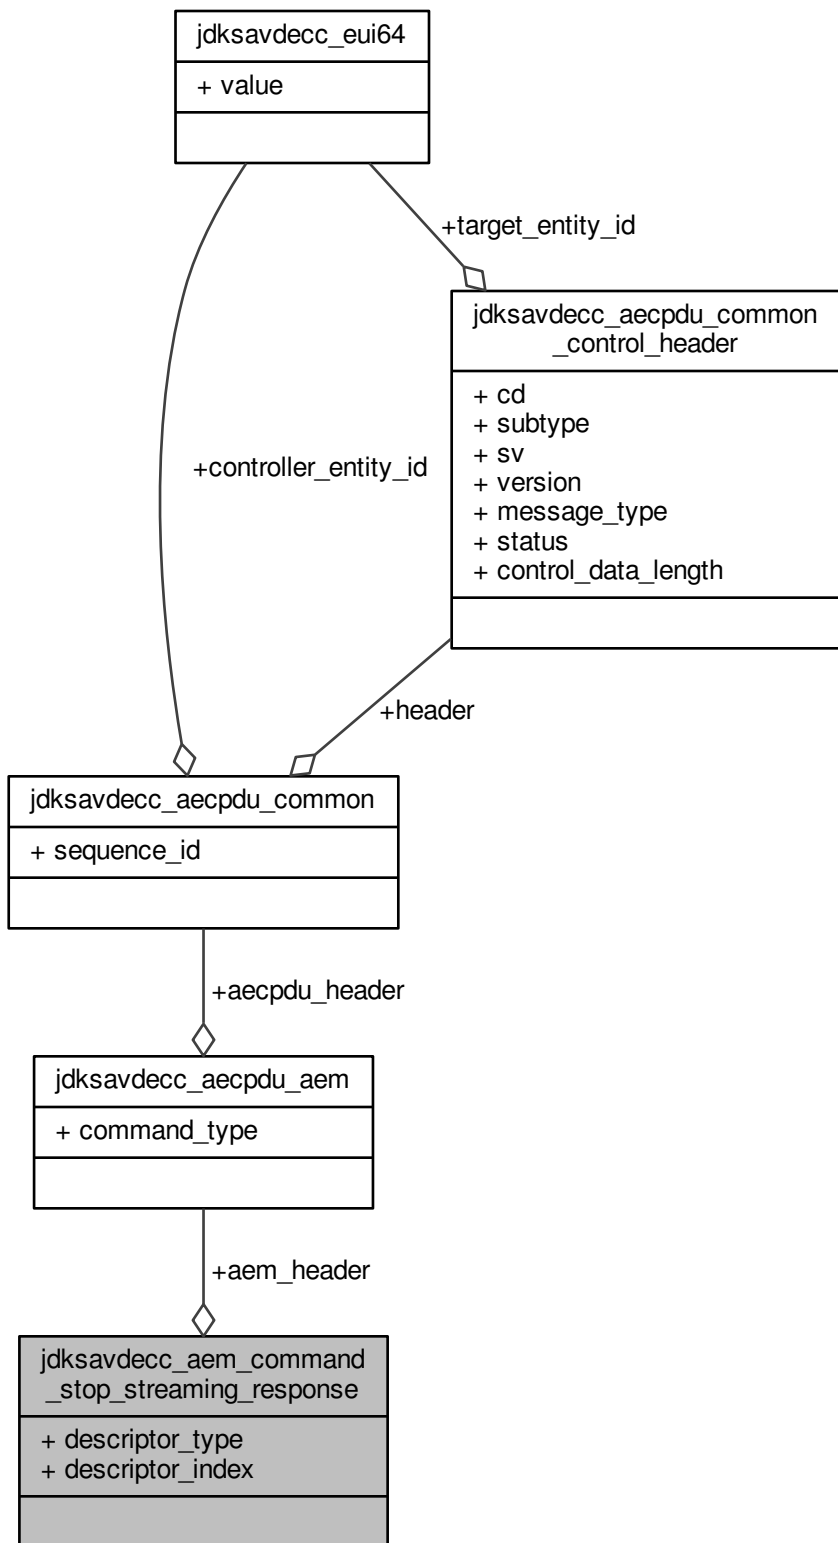 jdksavdecc_eui64
+ value
+target_entity_id
jdksavdecc_aecpdu_common
_control_header
+ cd
+ subtype
+ sv
+ version
+ message_type
+ status
+ control_data_length
+controller_entity_id
+header
jdksavdecc_aecpdu_common
+ sequence_id
+aecpdu_header
jdksavdecc_aecpdu_aem
+ command_type
+aem_header
jdksavdecc_aem_command
_stop_streaming_response
+ descriptor_type
+ descriptor_index